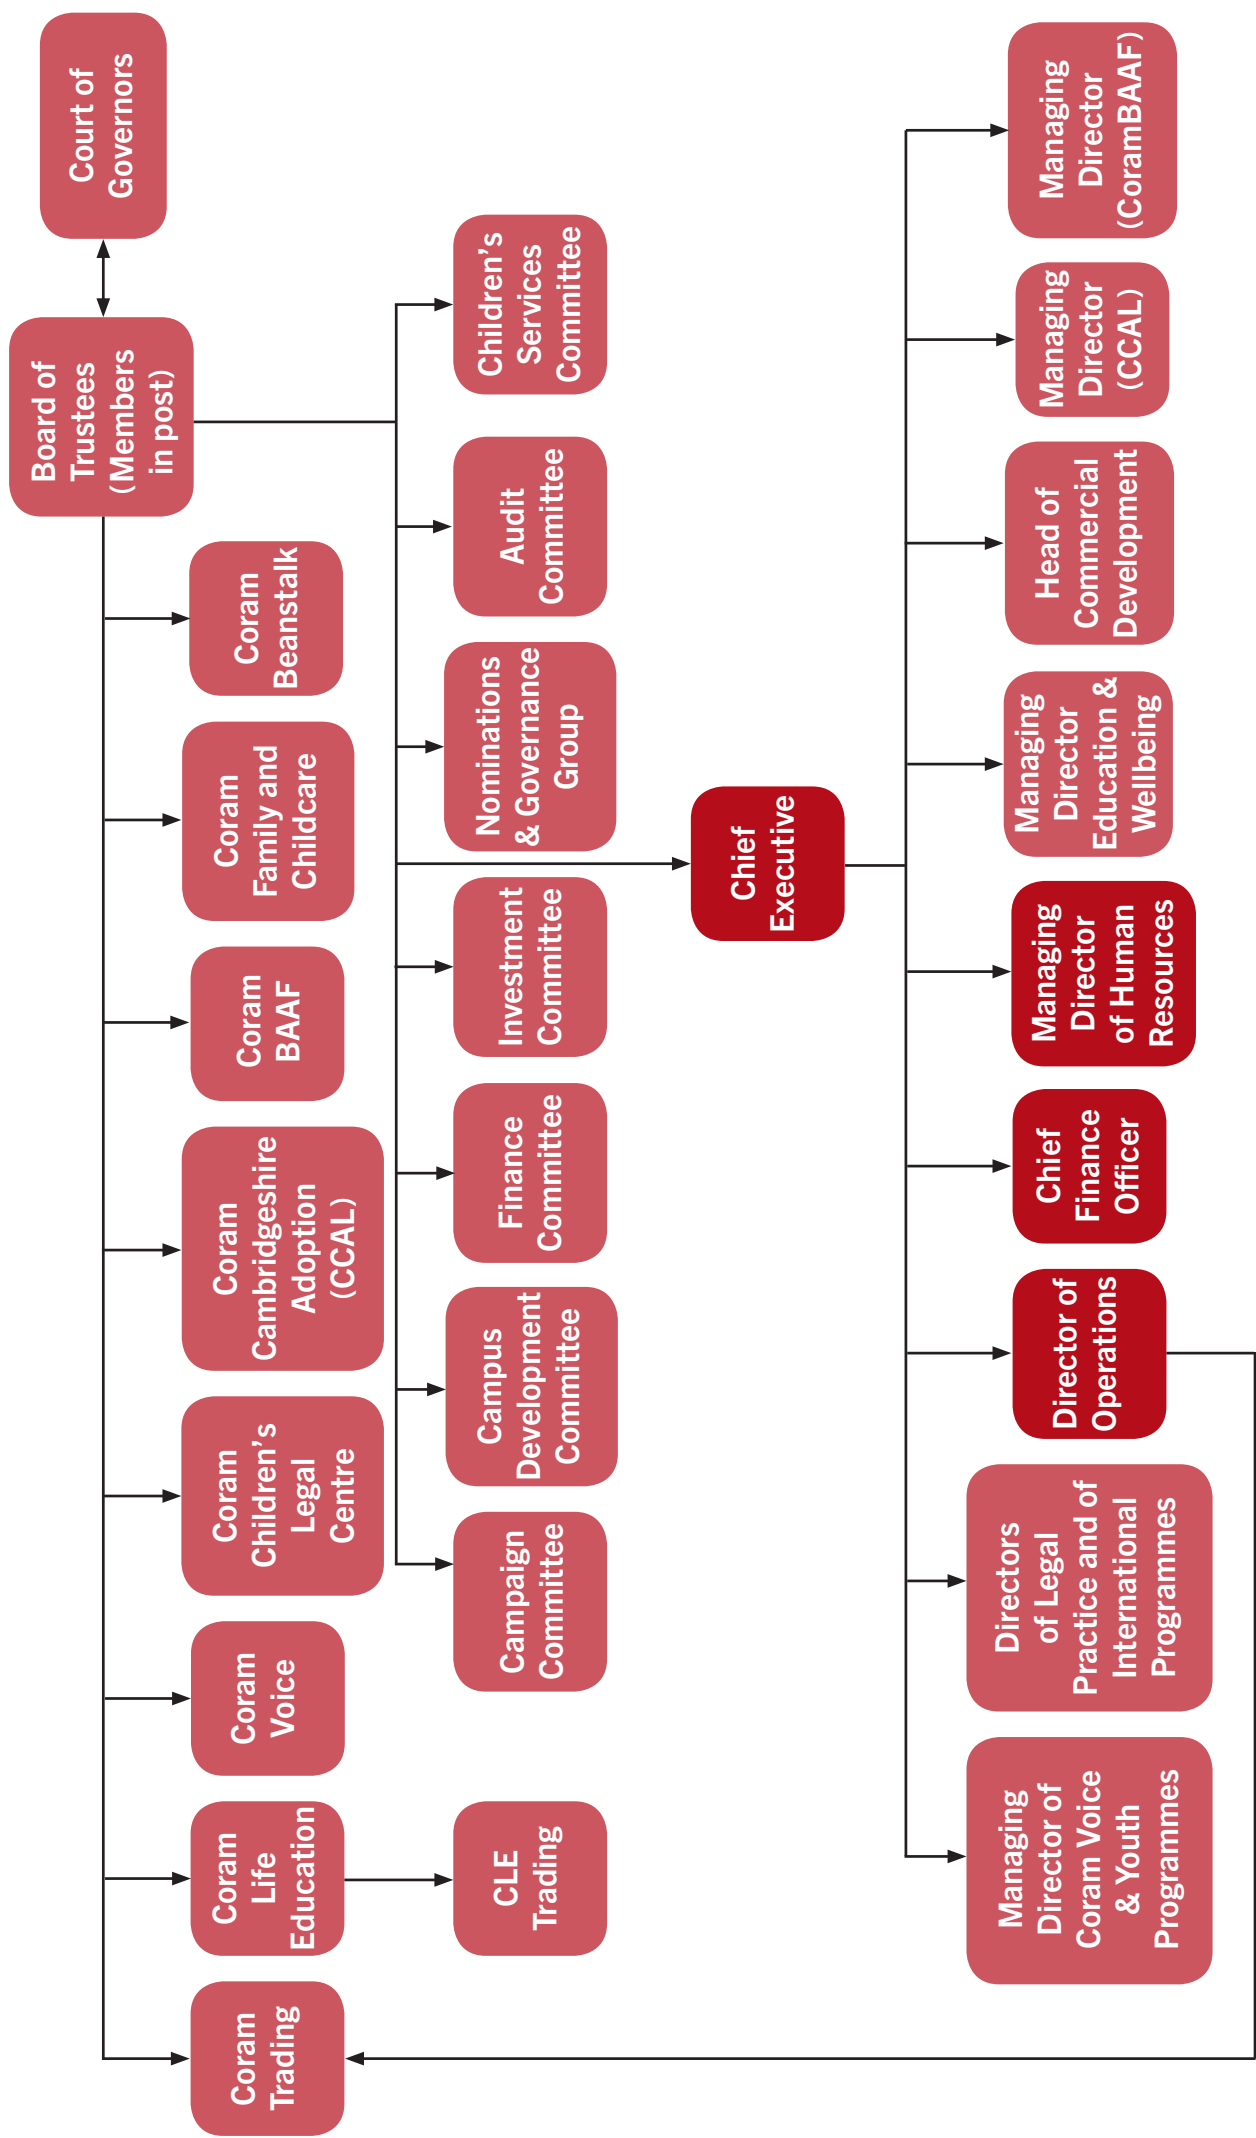 Court of
Governors
Board of
Trustees
(Members
in post)
Coram
Trading
Coram
Life
Education
Coram
Voice
Coram
Children’s
Legal
Centre
Coram
Cambridgeshire
Adoption
(CCAL)
Coram
BAAF
Coram
Family and
Childcare
Coram
Beanstalk
CLE
Trading
Campaign
Committee
Campus
Development
Committee
Finance
Committee
Investment
Committee
Nominations
& Governance
Group
Audit
Committee
Children’s
Services
Committee
Chief
Executive
Managing
Director of
Coram Voice
& Youth
Programmes
Directors
of Legal
Practice and of
International
Programmes
Director of
Operations
Chief
Finance
Officer
Managing
Director
of Human
Resources
Managing
Director
Education &
Wellbeing
Head of
Commercial
Development
Managing
Director
(CCAL)
Managing
Director
(CoramBAAF)